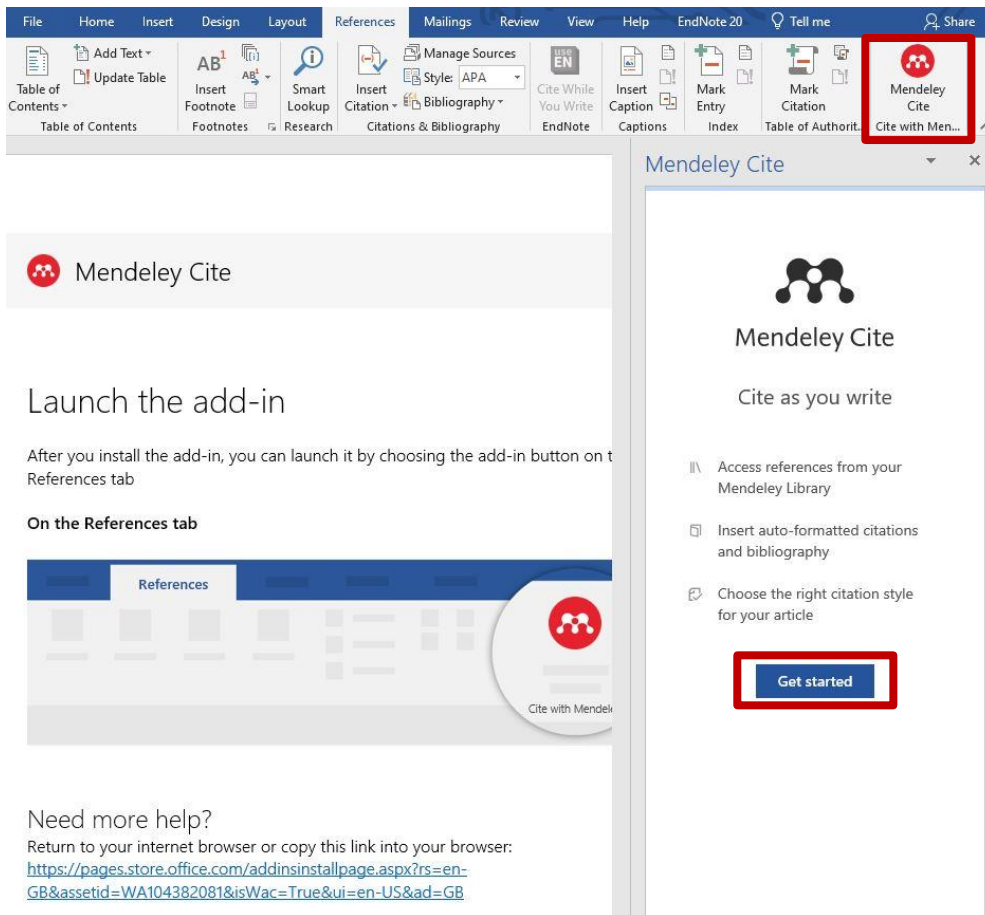 File Home Insert Design Layout References Mailings Review View Help EndNote 20 Tell me Share
Table of Contents
Add Text
Update Table
Table of Contents
AB1
Insert Footnote
AB1
Footnotes
Smart Lookup
Research
Insert Citation
Manage Sources
Style: APA
Bibliography
Citations & Bibliography
USE
EN
Cite While You Write
EndNote
Insert Caption
Captions
Mark Entry
Index
Mark Citation
Table of Authorit...
Mendeley Cite
Cite with Men...
Mendeley Cite
Launch the add-in
After you install the add-in, you can launch it by choosing the add-in button on t
References tab
On the References tab
References
Cite with Mendele
Need more help?
Return to your internet browser or copy this link into your browser:
https://pages.store.office.com/addinsinstallpage.aspx?rs=en-
GB&assetid=WA104382081&isWac=True&ui=en-US&ad=GB
Mendeley Cite
Mendeley Cite
Cite as you write
Access references from your
Mendeley Library
Insert auto-formatted citations
and bibliography
Choose the right citation style
for your article
Get started